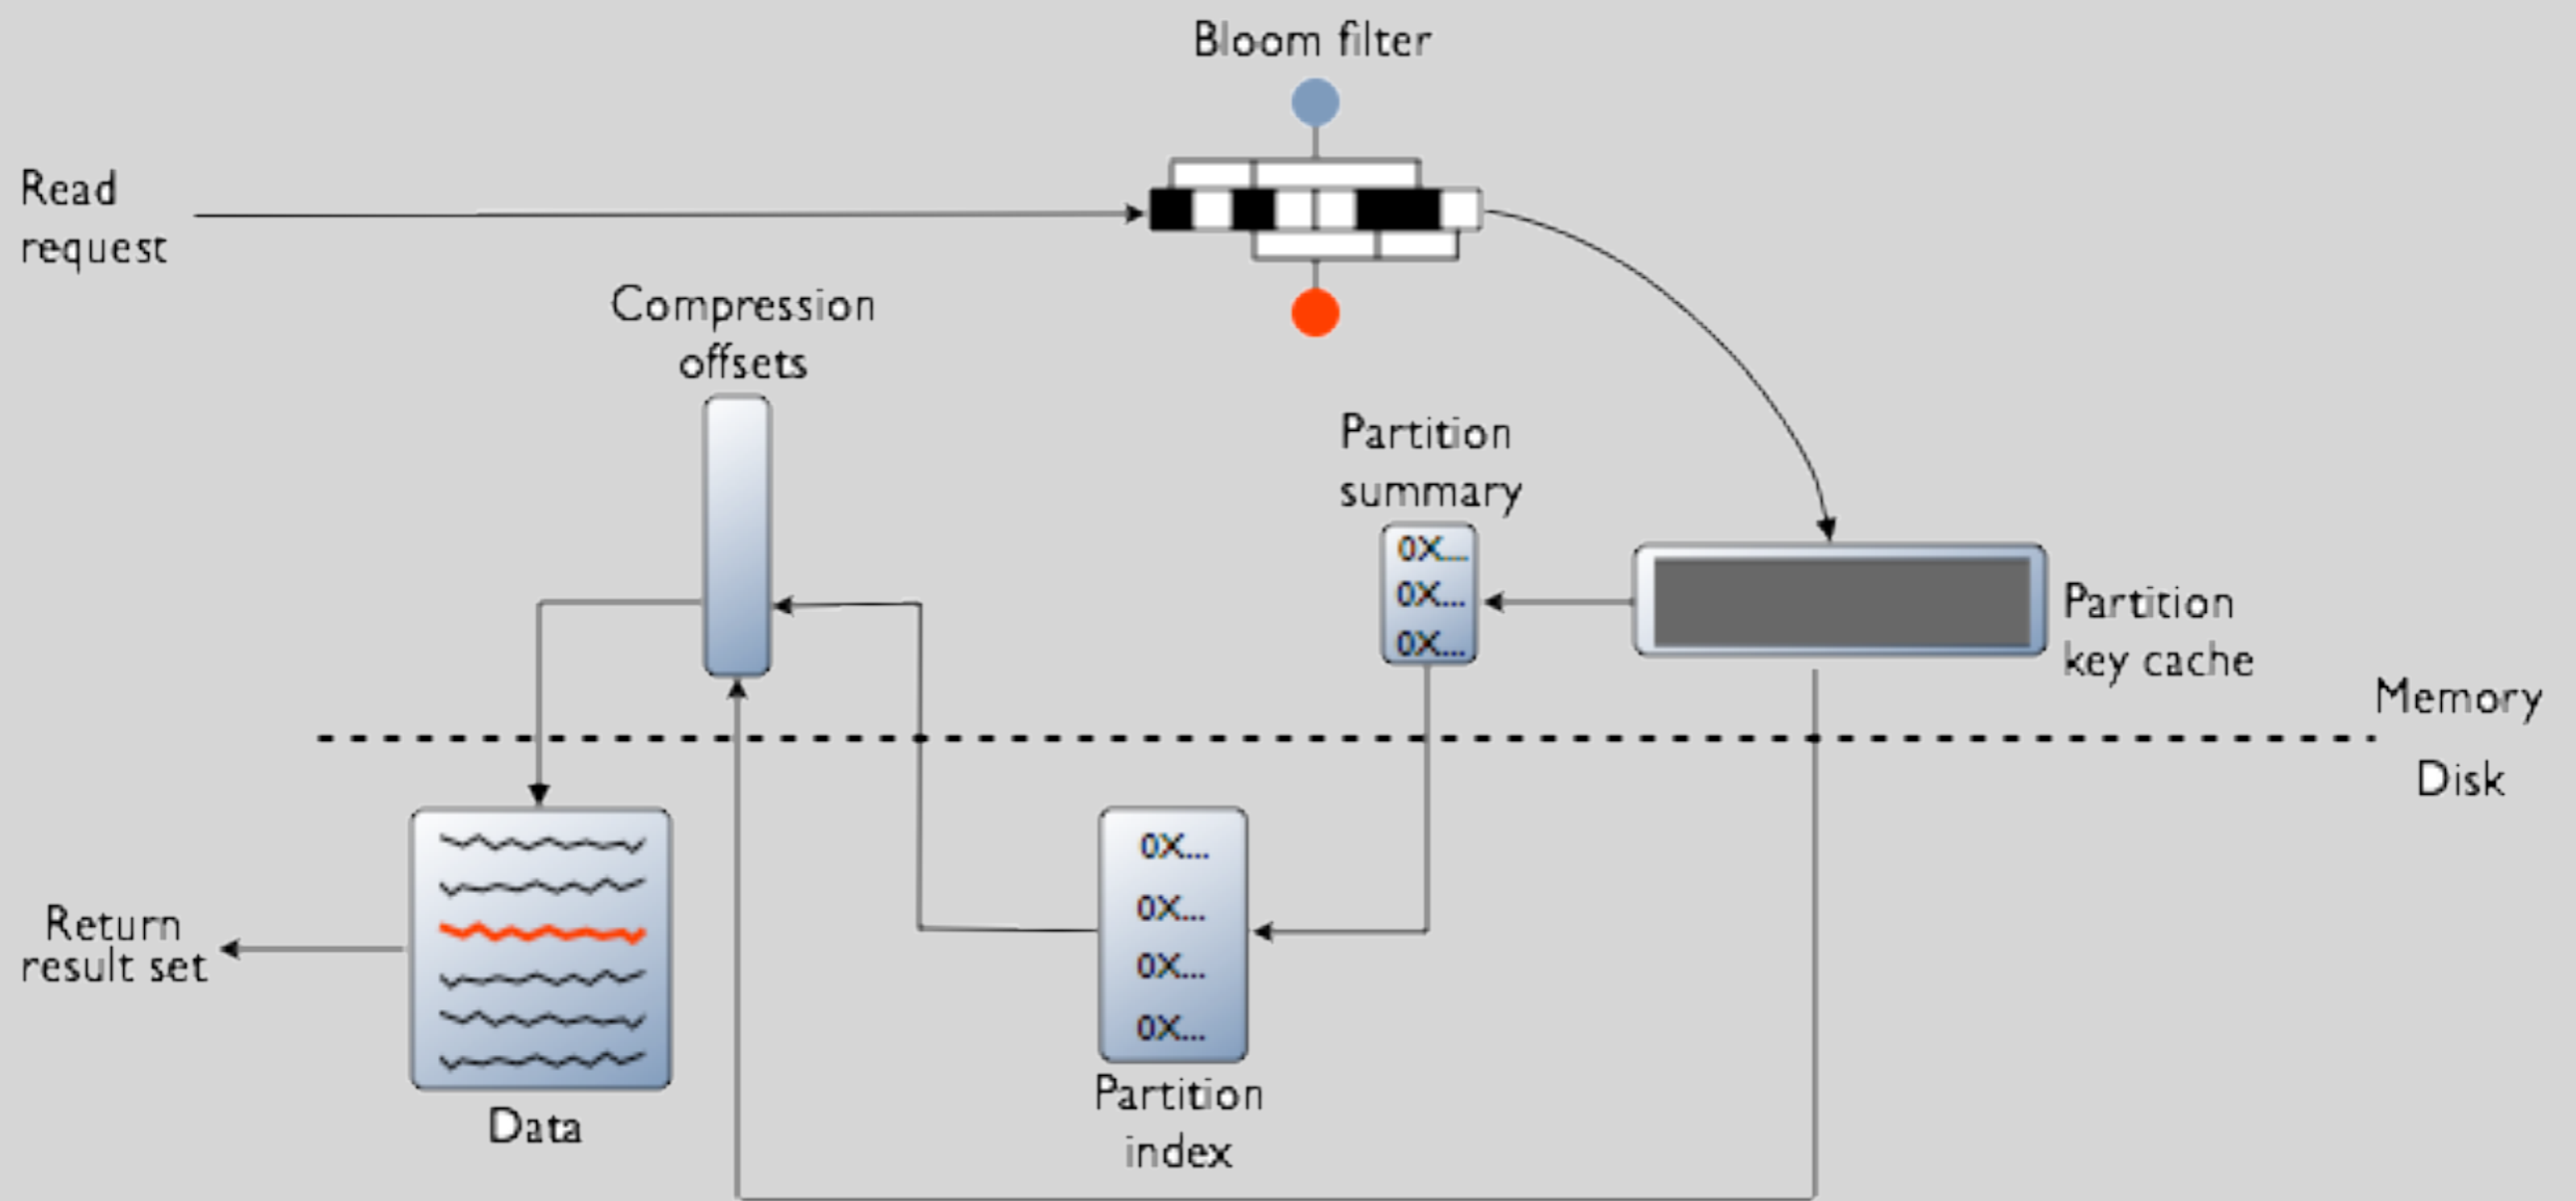 Bloom filter
Read
request
Compression
offsets
Partition
summary
0X...
0X...
0X...
Partition
key cache
Memory
Disk
0X...
0X...
0X...
0X...
Return
result set
Data
Partition
index